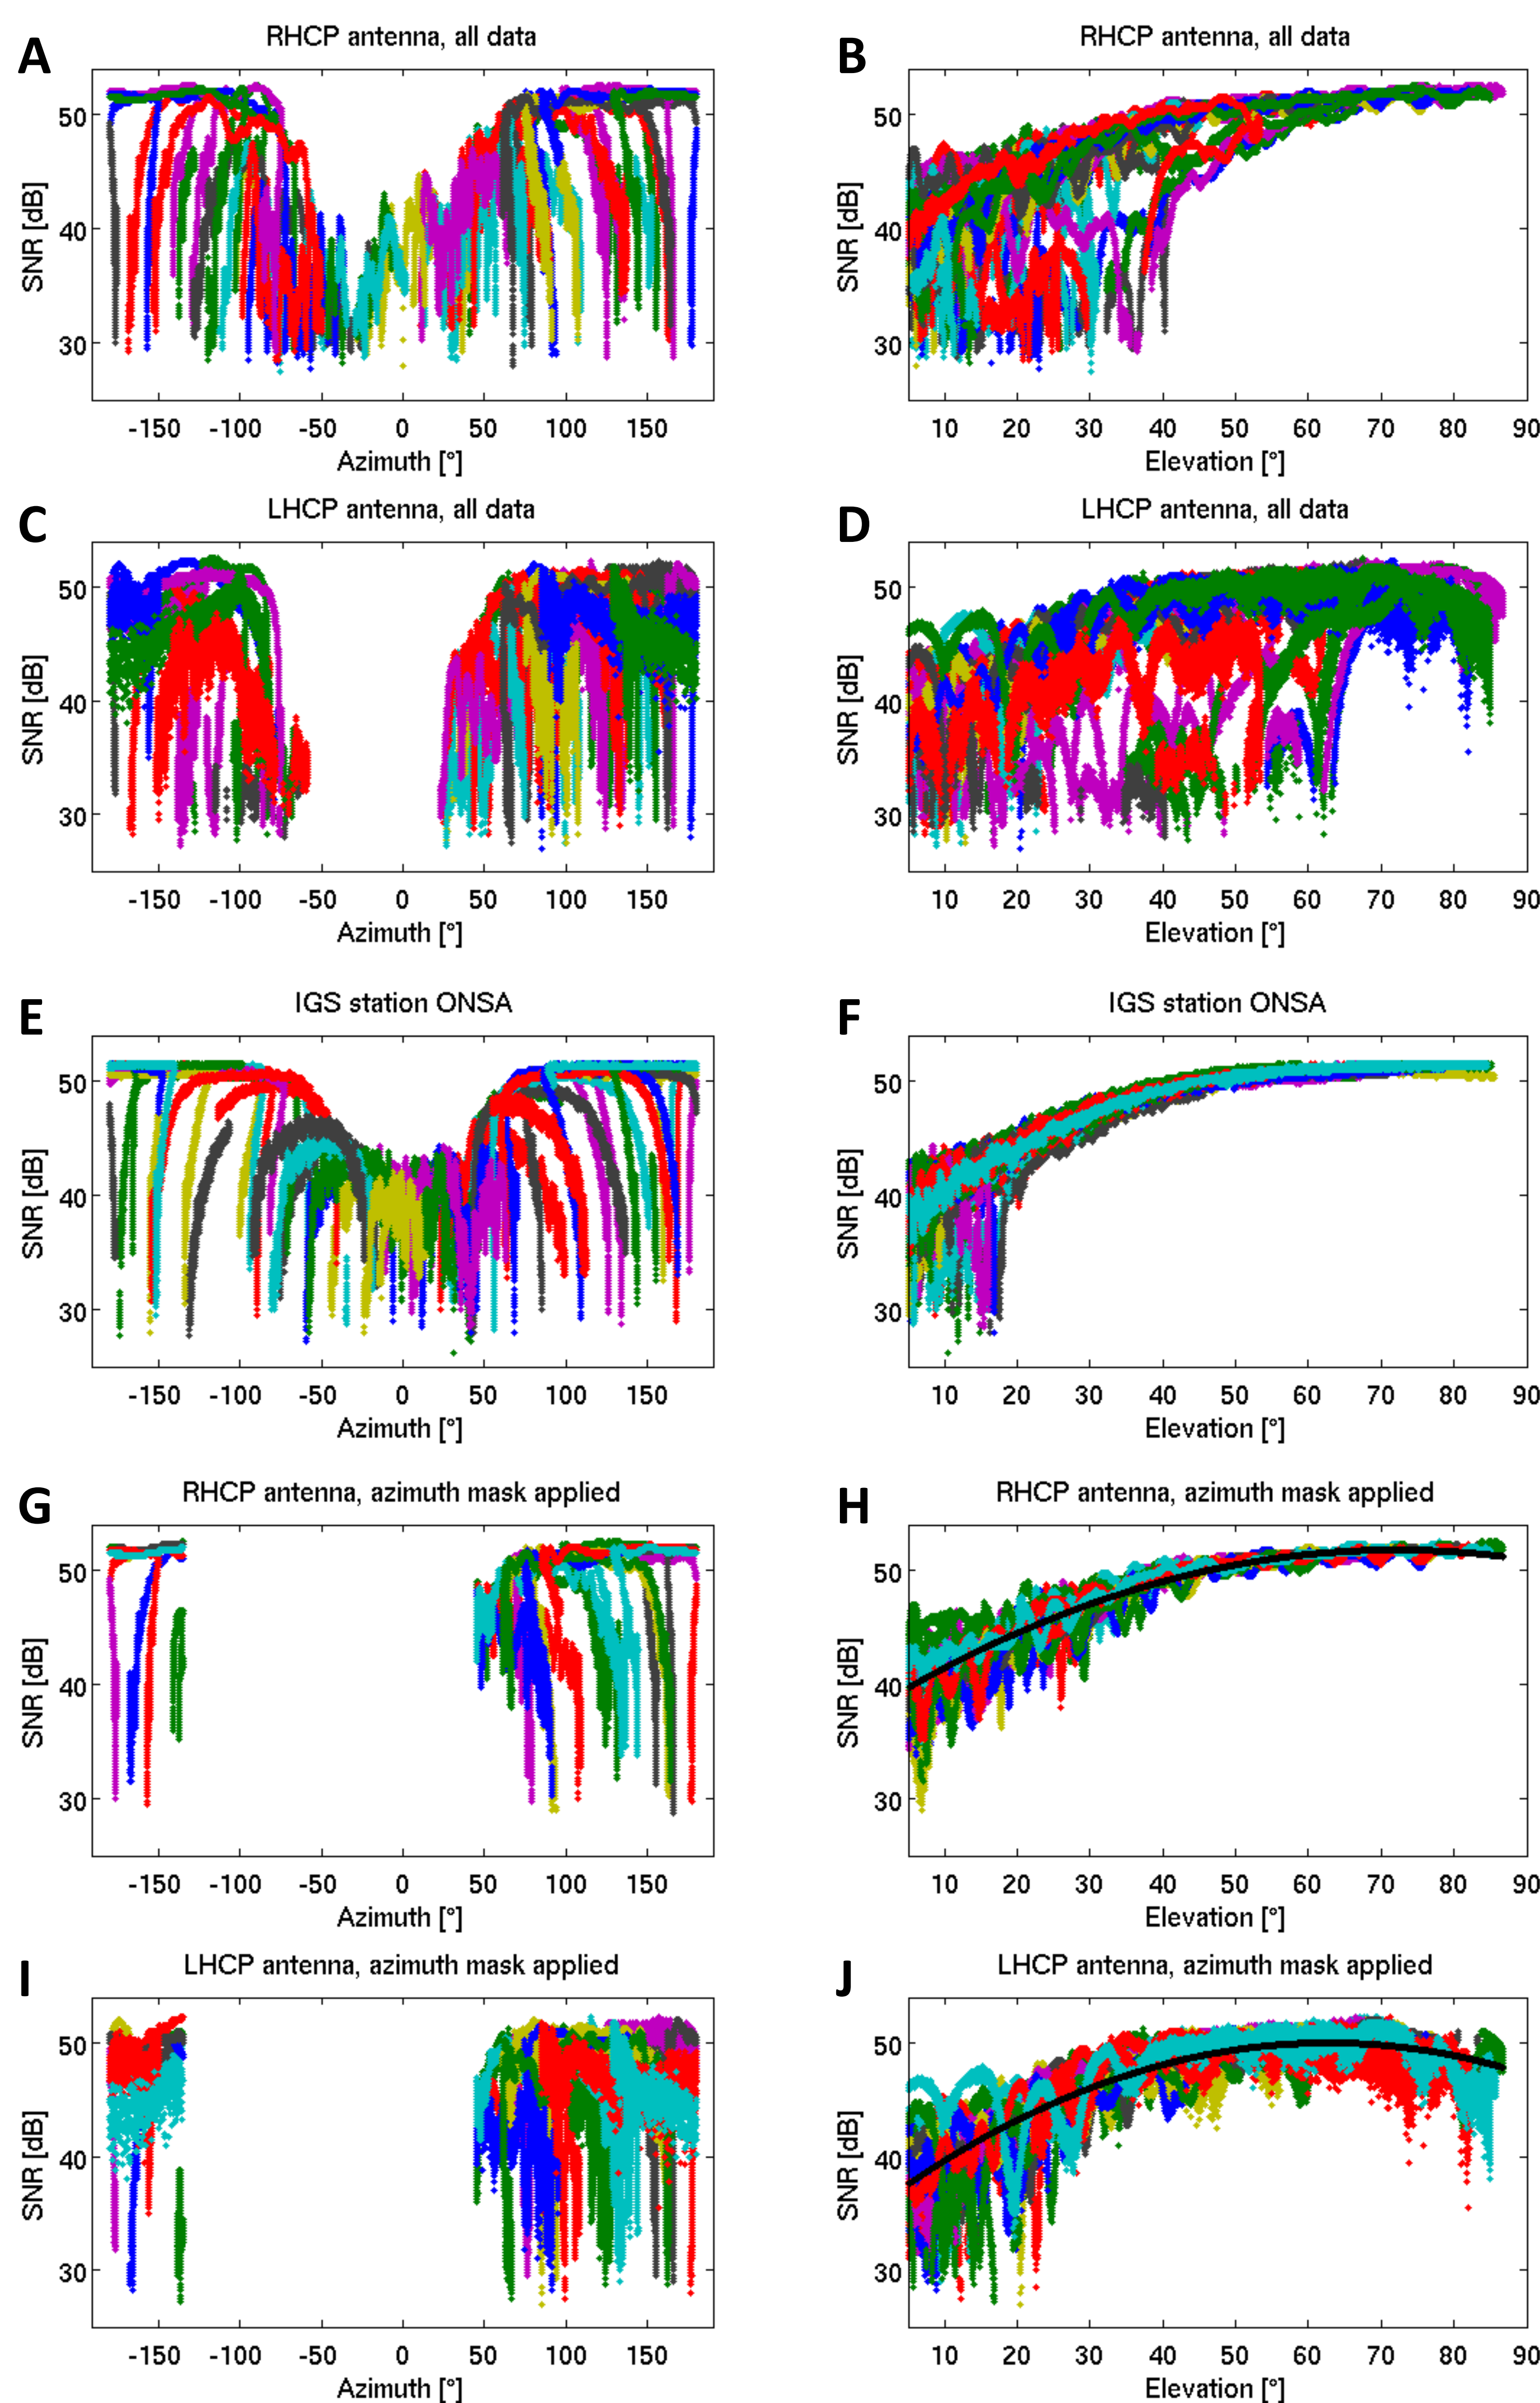 A
RHCP antenna, all data
SNR [dB]
50
40
30
-150 -100 -50 0 50 100 150
Azimuth [°]
B
RHCP antenna, all data
SNR [dB]
50
40
30
10 20 30 40 50 60 70 80 90
Elevation [°]
C
LHCP antenna, all data
SNR [dB]
50
40
30
-150 -100 -50 0 50 100 150
Azimuth [°]
D
LHCP antenna, all data
SNR [dB]
50
40
30
10 20 30 40 50 60 70 80 90
Elevation [°]
E
IGS station ONSA
SNR [dB]
50
40
30
-150 -100 -50 0 50 100 150
Azimuth [°]
F
IGS station ONSA
SNR [dB]
50
40
30
10 20 30 40 50 60 70 80 90
Elevation [°]
G
RHCP antenna, azimuth mask applied
SNR [dB]
50
40
30
-150 -100 -50 0 50 100 150
Azimuth [°]
H
RHCP antenna, azimuth mask applied
SNR [dB]
50
40
30
10 20 30 40 50 60 70 80 90
Elevation [°]
I
LHCP antenna, azimuth mask applied
SNR [dB]
50
40
30
-150 -100 -50 0 50 100 150
Azimuth [°]
J
LHCP antenna, azimuth mask applied
SNR [dB]
50
40
30
10 20 30 40 50 60 70 80 90
Elevation [°]